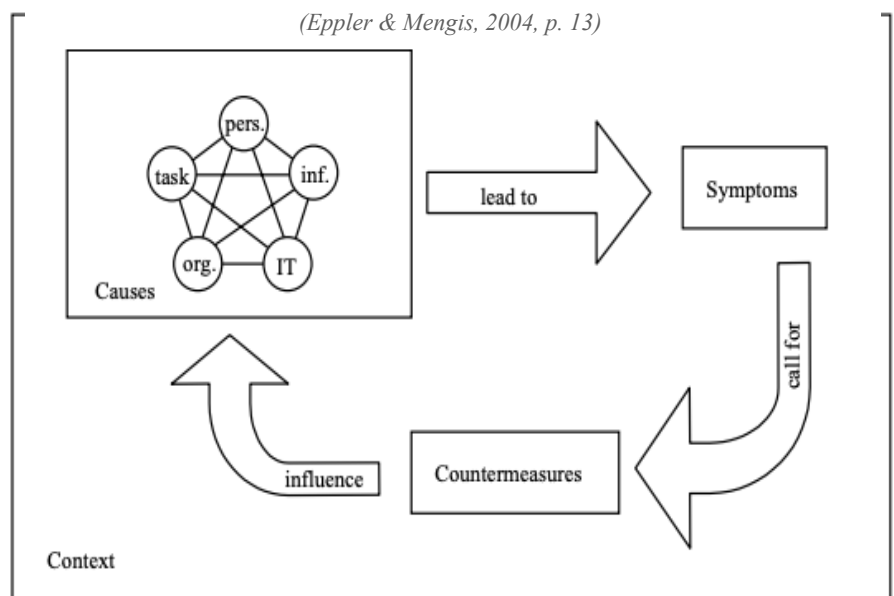 (Eppler & Mengis, 2004, p. 13)
pers.
task
inf.
org.
IT
Causes
lead to
Symptoms
call for
Countermeasures
influence
Context